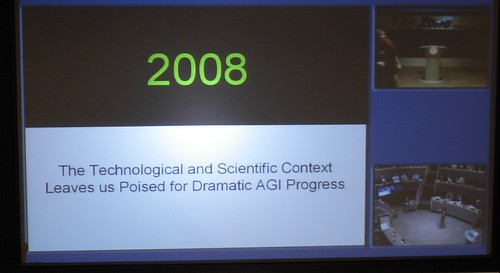 2008
The Technological and Scientific Context
Leaves us Poised for Dramatic AGI Progress